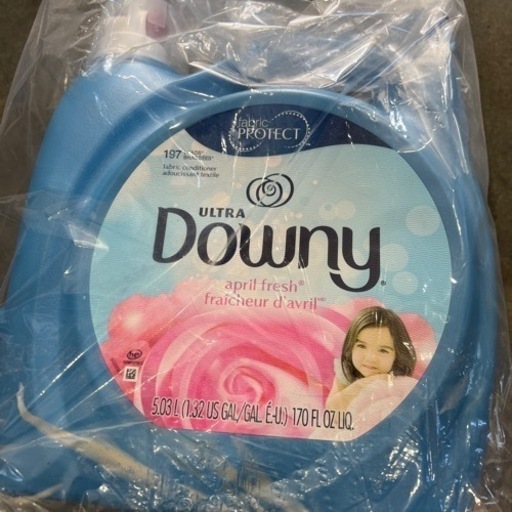 fabric
PROTECT
197
fabric conditioner
adoucissant textile
ULTRA
Downy®
april fresh®
fraîcheur d'avril
5.03 L (1.32 US GAL./GAL. É-U.) 170 FL OZ LIQ.